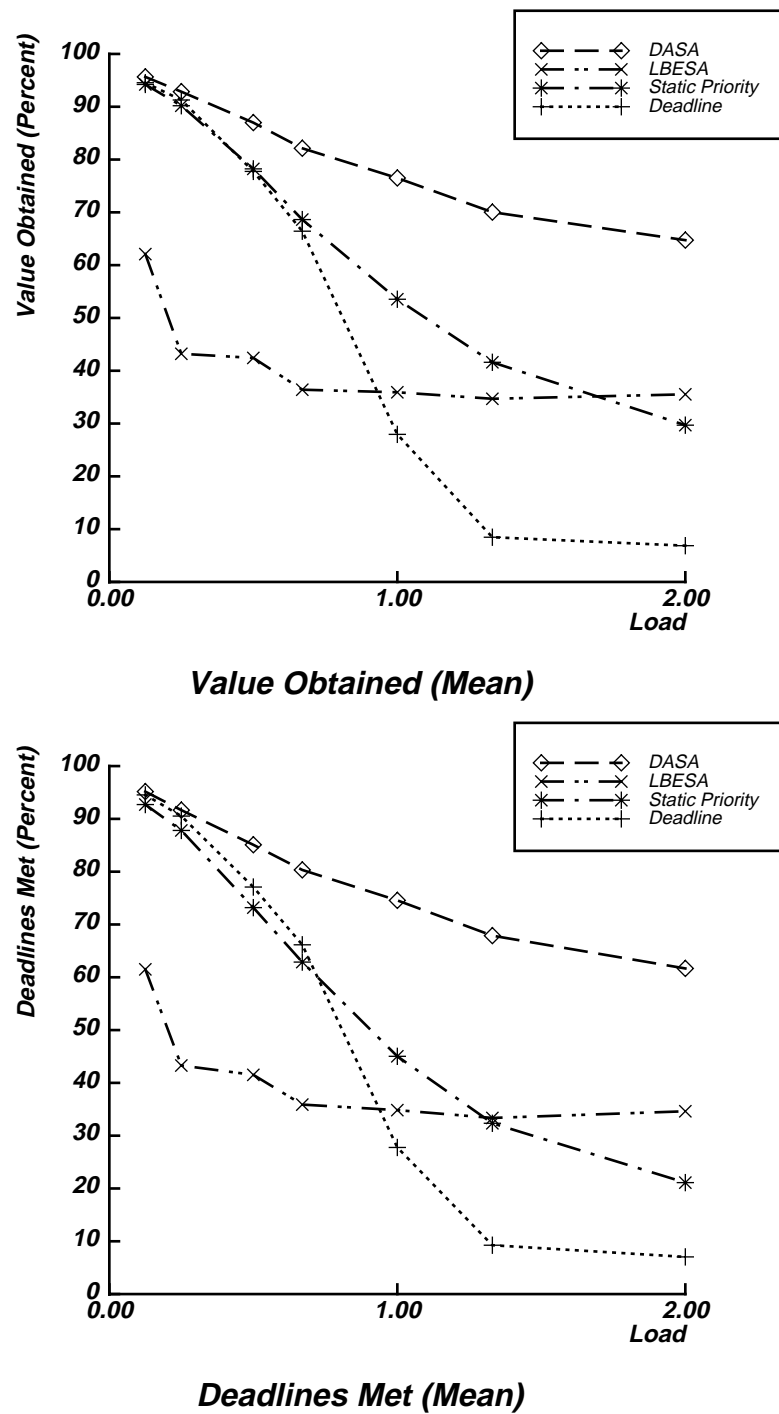 DASA
LBESA
Static Priority
Deadline
Value Obtained (Percent)
100
90
80
70
60
50
40
30
20
10
0
0.00
1.00
2.00
Load
Value Obtained (Mean)
DASA
LBESA
Static Priority
Deadline
Deadlines Met (Percent)
100
90
80
70
60
50
40
30
20
10
0
0.00
1.00
2.00
Load
Deadlines Met (Mean)